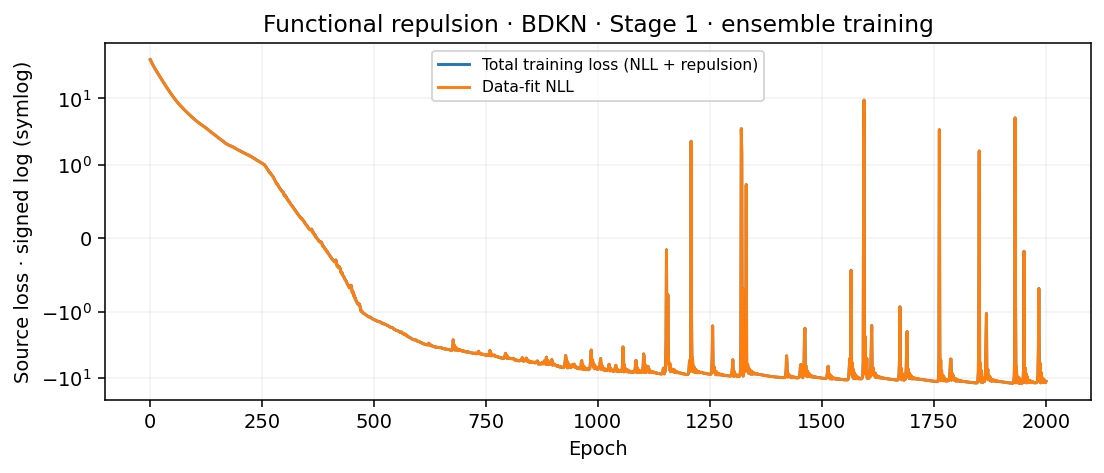 Functional repulsion · BDKN · Stage 1 · ensemble training
Total training loss (NLL + repulsion)
Data-fit NLL
Source loss · signed log (symlog)
10¹
10⁰
0
−10⁰
−10¹
0 250 500 750 1000 1250 1500 1750 2000
Epoch